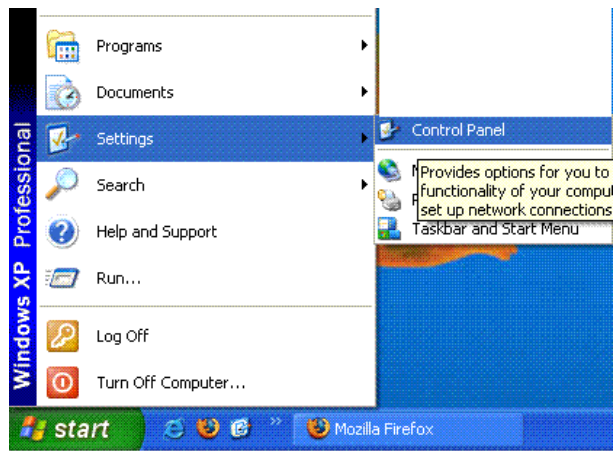 Programs
Documents
Settings
Search
Help and Support
Run...
Log Off
Turn Off Computer...
Windows XP Professional
Control Panel
Provides options for you to
functionality of your comput
set up network connections
Taskbar and Start Menu
start
Mozilla Firefox